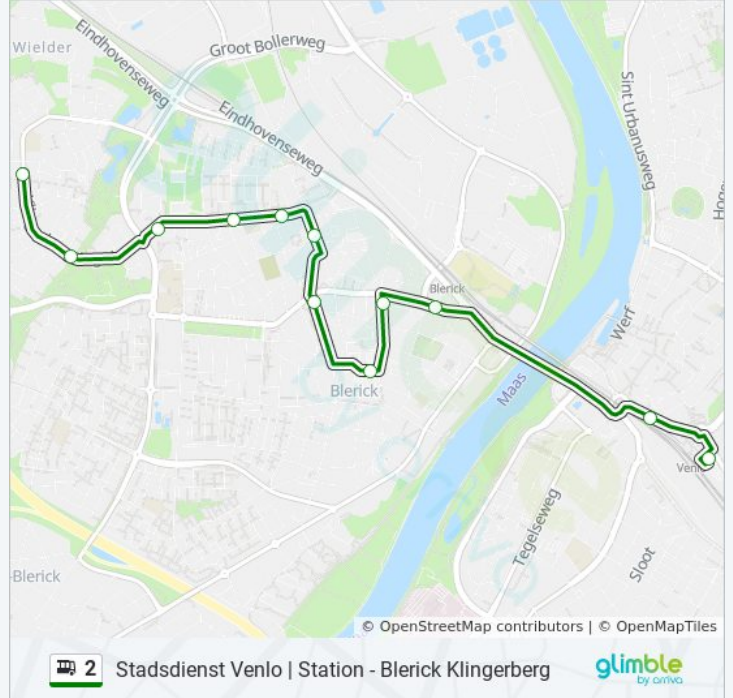 Wielder
Eindhovenseweg
Groot Bollerweg
Eindhovenseweg
Sint Urbanusweg
Blerick
Werf
Blerick
Maas
Venlo
Tegelseweg
Sloot
-Blerick
© OpenStreetMap contributors | © OpenMapTiles
2 Stadsdienst Venlo | Station - Blerick Klingerberg
glimble
by arriva